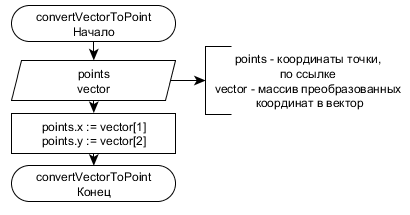 convertVectorToPoint
Начало
points
vector
points - координаты точки,
по ссылке
vector - массив преобразованных
координат в вектор
points.x := vector[1]
points.y := vector[2]
convertVectorToPoint
Конец